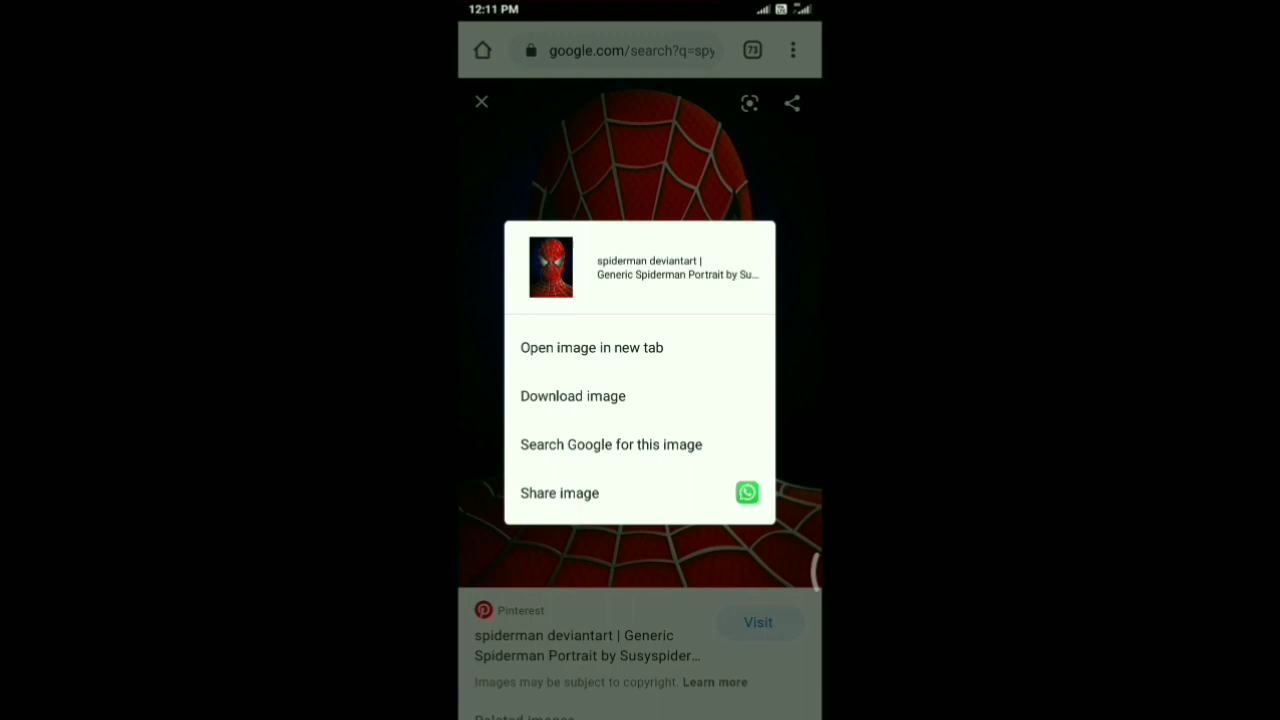 12:11 PM
google.com/search?q=spy
73
spiderman deviantart |
Generic Spiderman Portrait by Su...
Open image in new tab
Download image
Search Google for this image
Share image
Pinterest
Visit
spiderman deviantart | Generic
Spiderman Portrait by Susyspider...
Images may be subject to copyright. Learn more
Related images